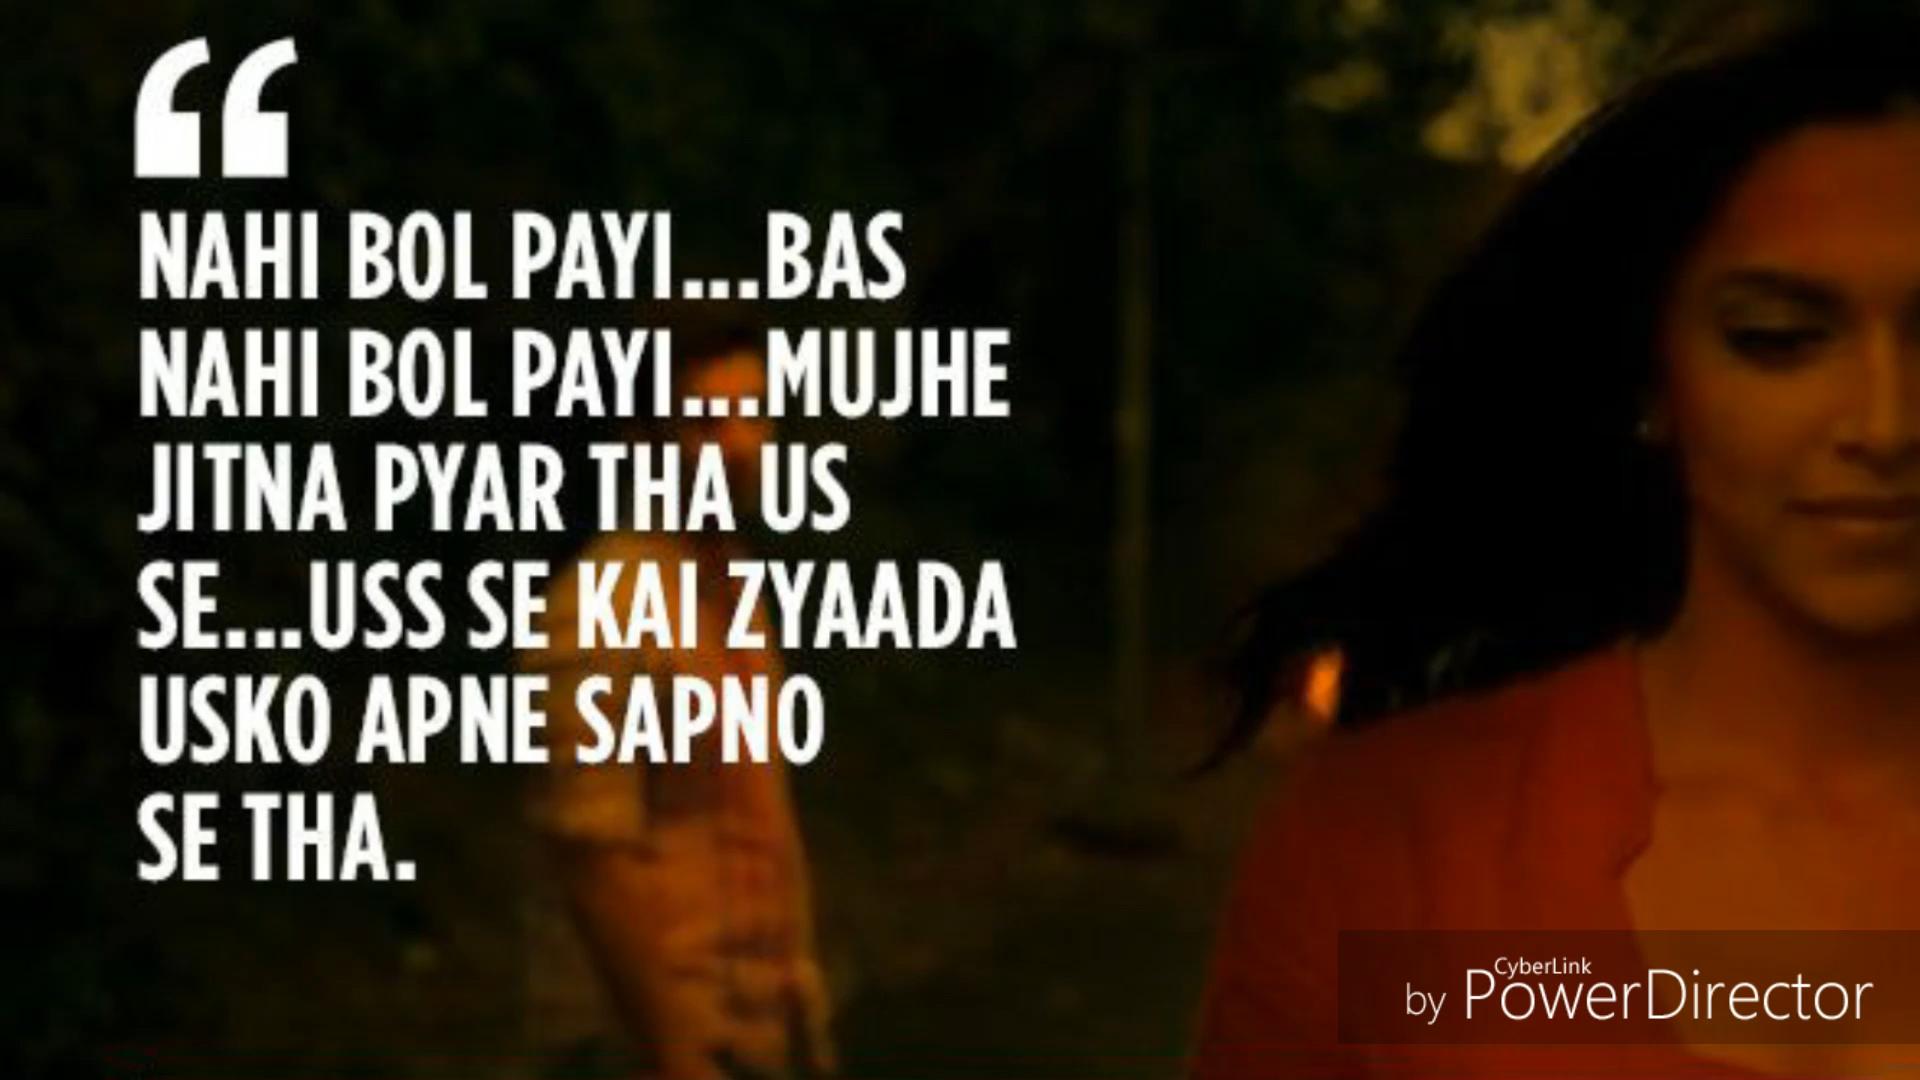 “
NAHI BOL PAYI...BAS
NAHI BOL PAYI...MUJHE
JITNA PYAR THA US
SE...USS SE KAI ZYAADA
USKO APNE SAPNO
SE THA.
CyberLink
by PowerDirector